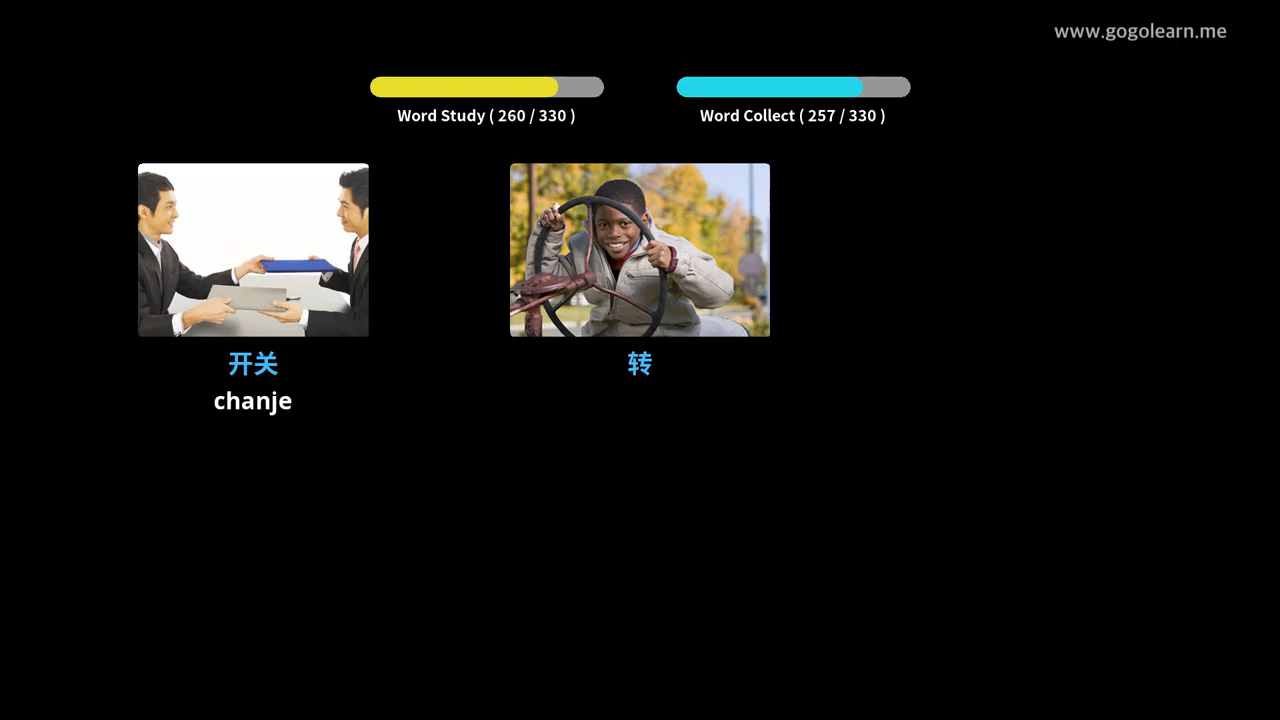 www.gogolearn.me
Word Study ( 260 / 330 )
Word Collect ( 257 / 330 )
开关
chanje
转